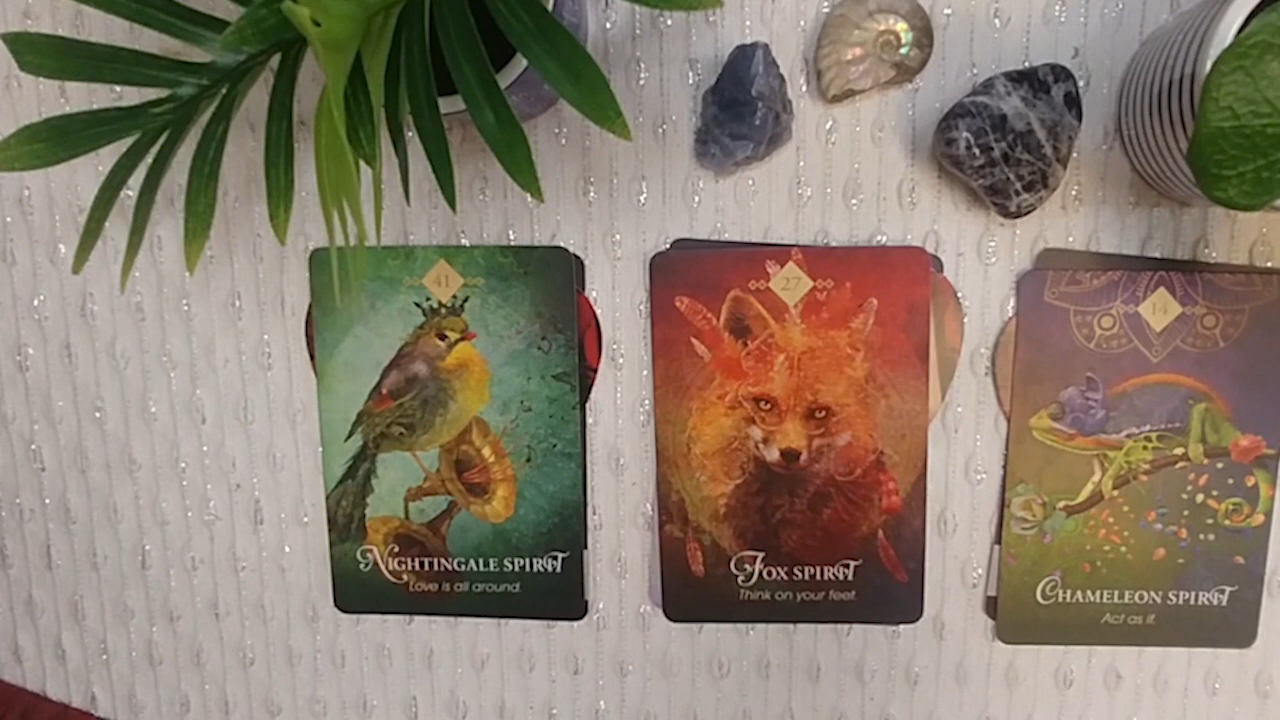 41
NIGHTINGALE SPIRIT
Love is all around.
27
FOX SPIRIT
Think on your feet.
14
CHAMELEON SPIRIT
Act as if.